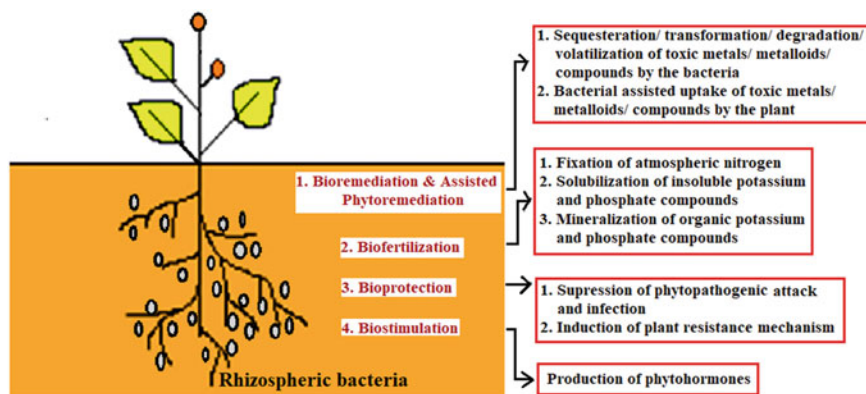 1. Sequesteration/ transformation/ degradation/
volatilization of toxic metals/ metalloids/
compounds by the bacteria
2. Bacterial assisted uptake of toxic metals/
metalloids/ compounds by the plant
1. Bioremediation & Assisted
Phytoremediation
1. Fixation of atmospheric nitrogen
2. Solubilization of insoluble potassium
and phosphate compounds
3. Mineralization of organic potassium
and phosphate compounds
2. Biofertilization
3. Bioprotection
1. Supression of phytopathogenic attack
and infection
2. Induction of plant resistance mechanism
4. Biostimulation
Production of phytohormones
Rhizospheric bacteria